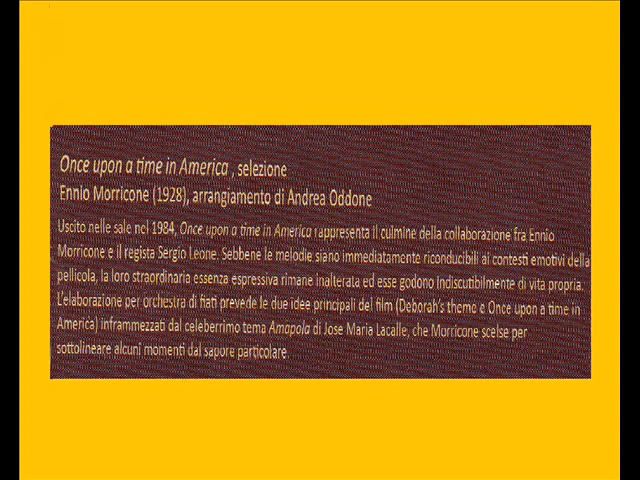 Once upon a time in America , selezione
Ennio Morricone (1928), arrangiamento di Andrea Oddone
Uscito nelle sale nel 1984, Once upon a time in America rappresenta il culmine della collaborazione fra Ennio
Morricone e il regista Sergio Leone. Sebbene le melodie siano immediatamente riconducibili ai contesti emotivi della
pellicola, la loro straordinaria essenza espressiva rimane inalterata ed esse godono indiscutibilmente di vita propria.
L'elaborazione per orchestra di fiati prevede le due idee principali del film (Deborah's theme e Once upon a time in
America) inframmezzati dal celeberrimo tema Amapola di Jose Maria Lacalle, che Morricone scelse per
sottolineare alcuni momenti dal sapore particolare.